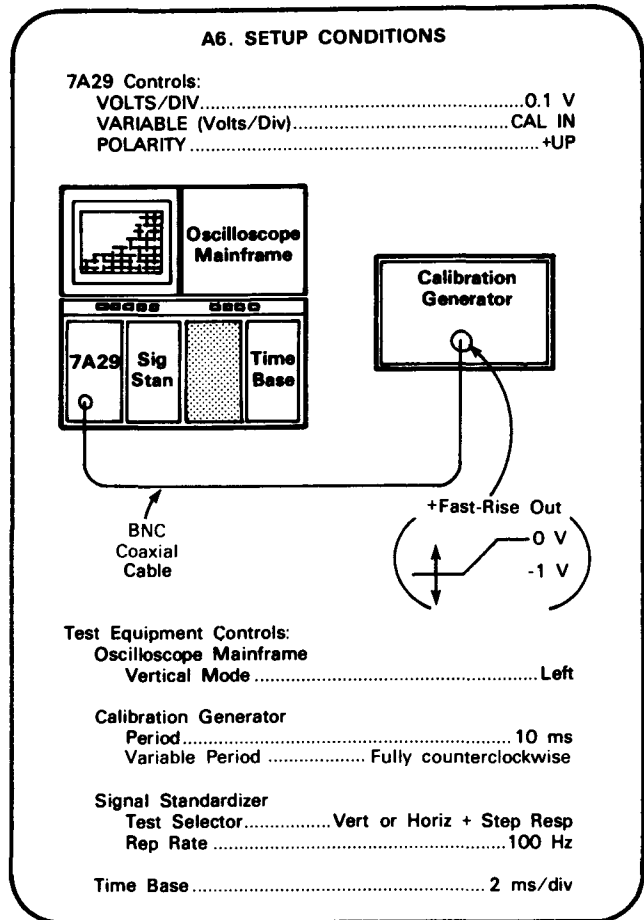 A6. SETUP CONDITIONS
7A29 Controls:
VOLTS/DIV..............................................0.1 V
VARIABLE (Volts/Div)................................CAL IN
POLARITY....................................................+UP
Oscilloscope
Mainframe
Calibration
Generator
7A29
Sig
Stan
Time
Base
BNC
Coaxial
Cable
+Fast-Rise Out
0 V
-1 V
Test Equipment Controls:
Oscilloscope Mainframe
Vertical Mode..........................................Left
Calibration Generator
Period................................................10 ms
Variable Period .................. Fully counterclockwise
Signal Standardizer
Test Selector................Vert or Horiz + Step Resp
Rep Rate...........................................100 Hz
Time Base...........................................2 ms/div